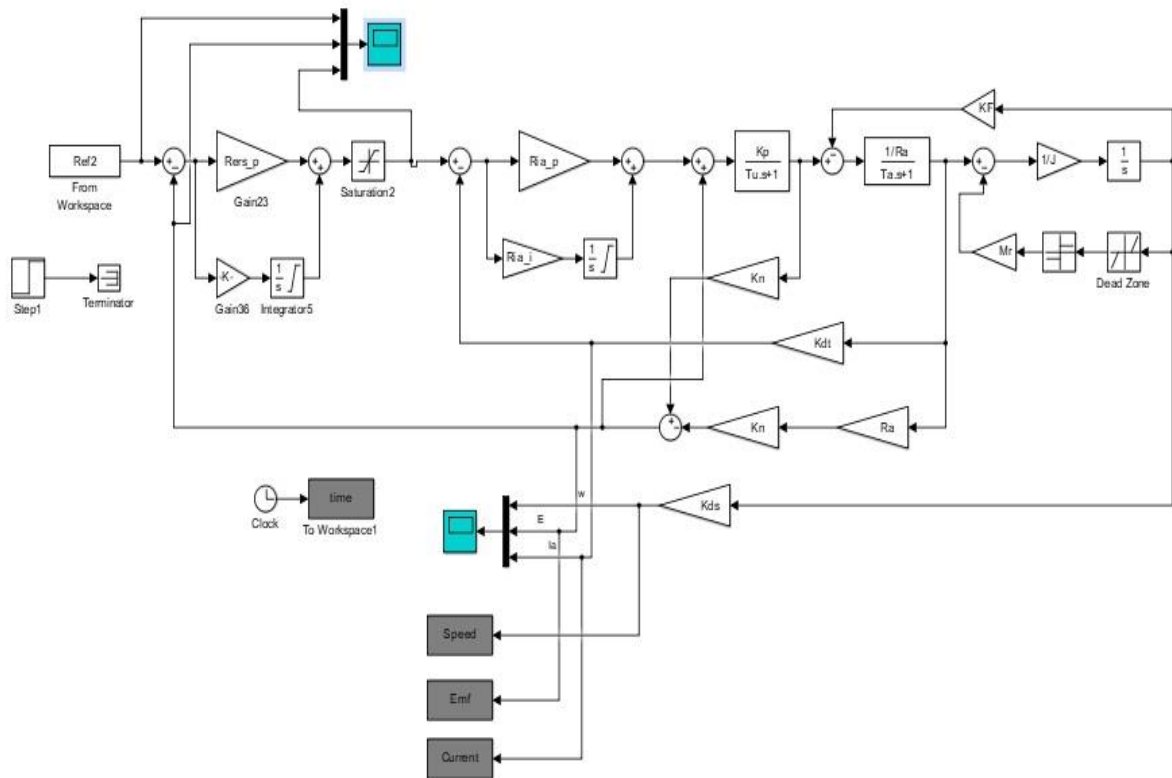 KF
Ref2
From
Workspace
Rers_p
Gain23
Saturation2
Ria_p
Kp
Tu.s+1
1/Ra
Ta.s+1
1/J
1
s
Ria_i
1
s
Mr
Dead Zone
-K-
Gain36
1
s
Integrator5
Step1
Terminator
Kn
Kdt
Kn
Ra
Clock
time
To Workspace1
w
E
Kds
Speed
Emf
Current